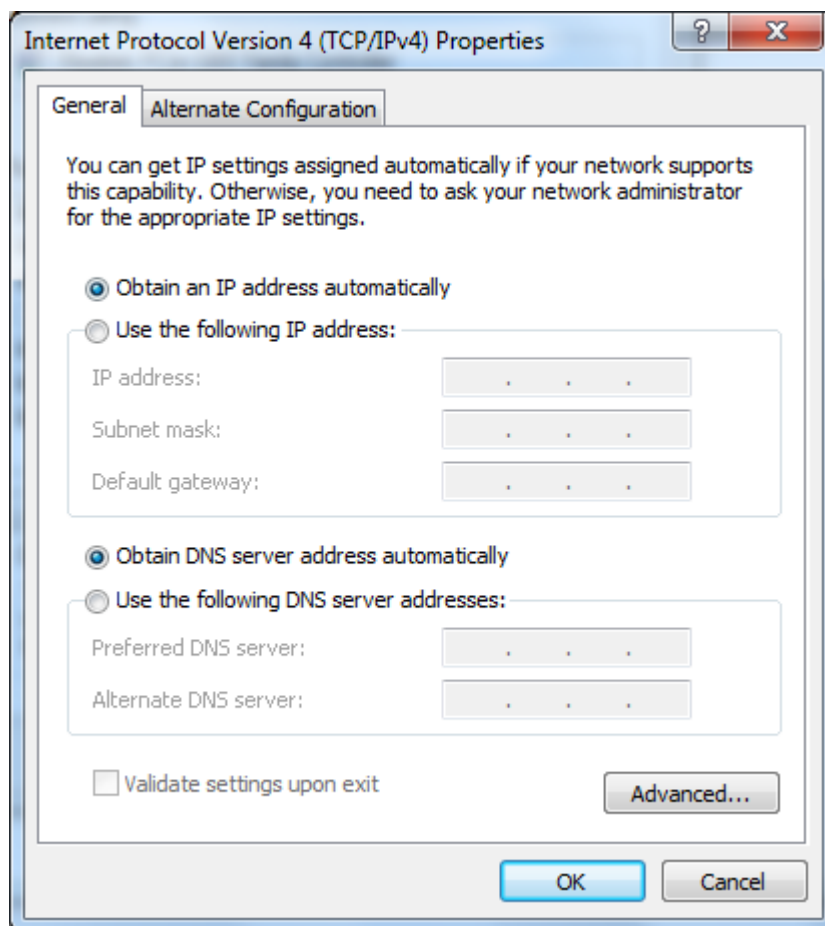 Internet Protocol Version 4 (TCP/IPv4) Properties
General
Alternate Configuration
You can get IP settings assigned automatically if your network supports
this capability. Otherwise, you need to ask your network administrator
for the appropriate IP settings.
Obtain an IP address automatically
Use the following IP address:
IP address:
. . .
Subnet mask:
. . .
Default gateway:
. . .
Obtain DNS server address automatically
Use the following DNS server addresses:
Preferred DNS server:
. . .
Alternate DNS server:
. . .
Validate settings upon exit
Advanced...
OK
Cancel